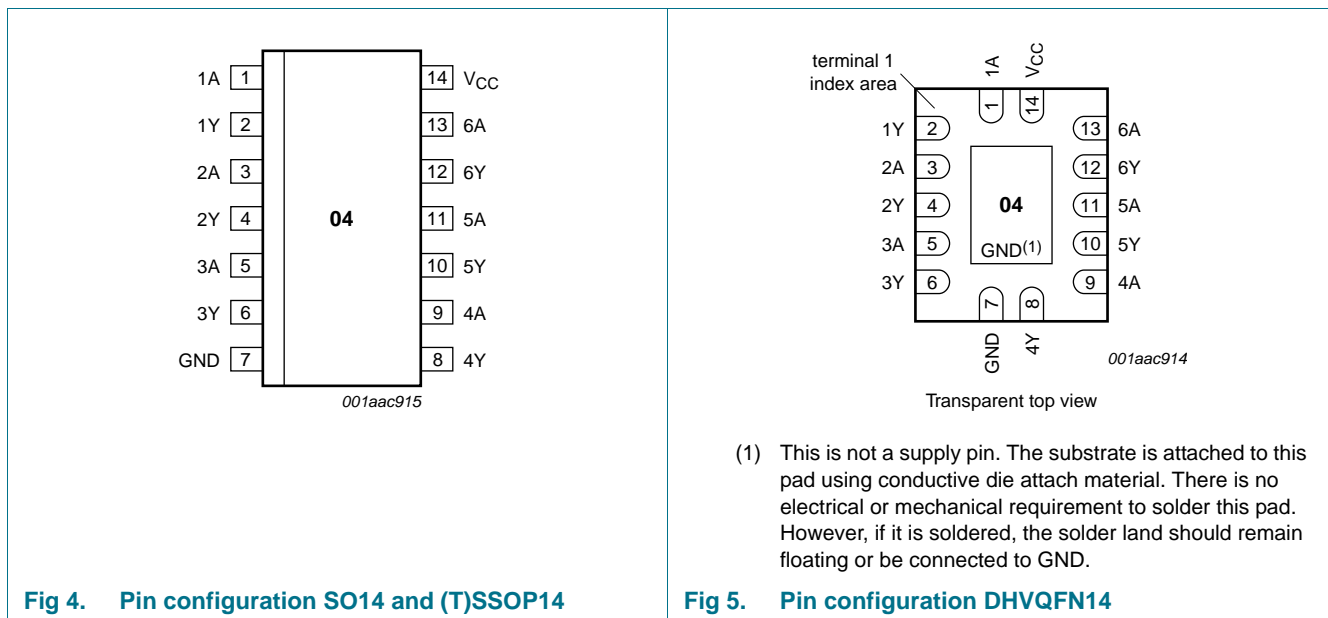 1A 1 14 VCC
1Y 2 13 6A
2A 3 12 6Y
2Y 4 04 11 5A
3A 5 10 5Y
3Y 6 9 4A
GND 7 8 4Y
001aac915
Fig 4. Pin configuration SO14 and (T)SSOP14
terminal 1
index area
1A VCC
1 14
1Y 2 13 6A
2A 3 12 6Y
2Y 4 04 11 5A
3A 5 GND(1) 10 5Y
3Y 6 9 4A
7 8
GND 4Y
001aac914
Transparent top view
(1) This is not a supply pin. The substrate is attached to this
pad using conductive die attach material. There is no
electrical or mechanical requirement to solder this pad.
However, if it is soldered, the solder land should remain
floating or be connected to GND.
Fig 5. Pin configuration DHVQFN14